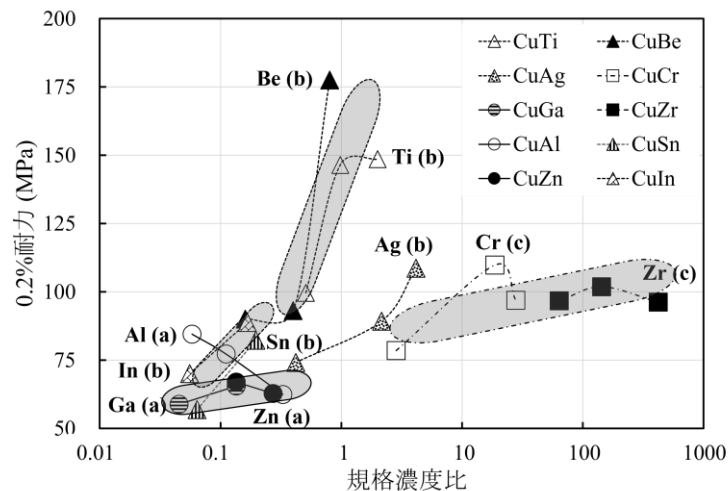 200
175
150
125
100
75
50
0.2%耐力 (MPa)
0.01
0.1
1
10
100
1000
規格濃度比
CuTi
CuBe
CuAg
CuCr
CuGa
CuZr
CuAl
CuSn
CuZn
CuIn
Be (b)
Ti (b)
Ag (b)
Cr (c)
Zr (c)
Al (a)
Sn (b)
In (b)
Ga (a)
Zn (a)